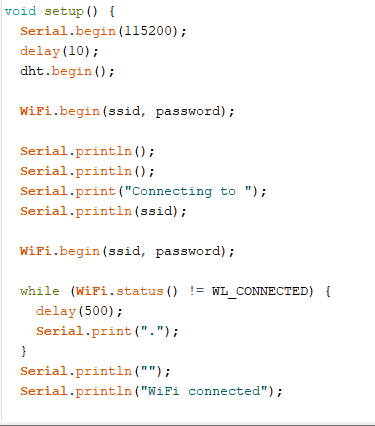 void setup() {
  Serial.begin(115200);
  delay(10);
  dht.begin();

  WiFi.begin(ssid, password);

  Serial.println();
  Serial.println();
  Serial.print("Connecting to ");
  Serial.println(ssid);

  WiFi.begin(ssid, password);

  while (WiFi.status() != WL_CONNECTED) {
    delay(500);
    Serial.print(".");
  }
  Serial.println("");
  Serial.println("WiFi connected");